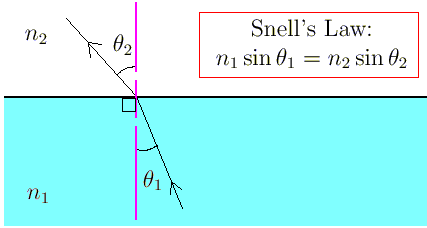 n₂
θ₂
Snell's Law:
n₁ sin θ₁ = n₂ sin θ₂
θ₁
n₁